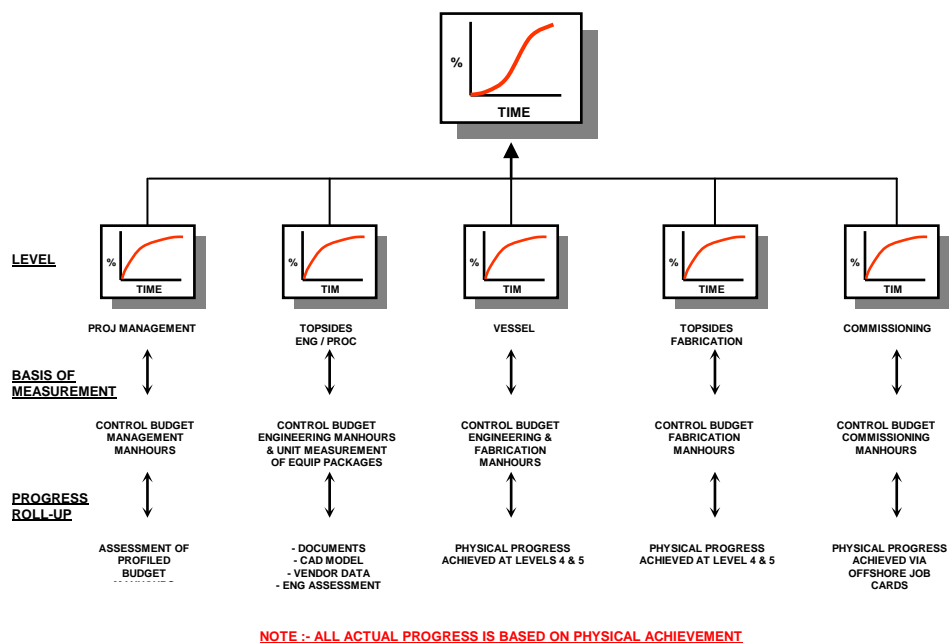 %
TIME
LEVEL
%
TIME
%
TIM
%
TIM
%
TIME
%
TIM
PROJ MANAGEMENT
TOPSIDES
ENG / PROC
VESSEL
TOPSIDES
FABRICATION
COMMISSIONING
BASIS OF
MEASUREMENT
CONTROL BUDGET
MANAGEMENT
MANHOURS
CONTROL BUDGET
ENGINEERING MANHOURS
& UNIT MEASUREMENT
OF EQUIP PACKAGES
CONTROL BUDGET
ENGINEERING &
FABRICATION
MANHOURS
CONTROL BUDGET
FABRICATION
MANHOURS
CONTROL BUDGET
COMMISSIONING
MANHOURS
PROGRESS
ROLL-UP
ASSESSMENT OF
PROFILED
BUDGET
- DOCUMENTS
- CAD MODEL
- VENDOR DATA
- ENG ASSESSMENT
PHYSICAL PROGRESS
ACHIEVED AT LEVELS 4 & 5
PHYSICAL PROGRESS
ACHIEVED AT LEVEL 4 & 5
PHYSICAL PROGRESS
ACHIEVED VIA
OFFSHORE JOB
CARDS
NOTE :- ALL ACTUAL PROGRESS IS BASED ON PHYSICAL ACHIEVEMENT